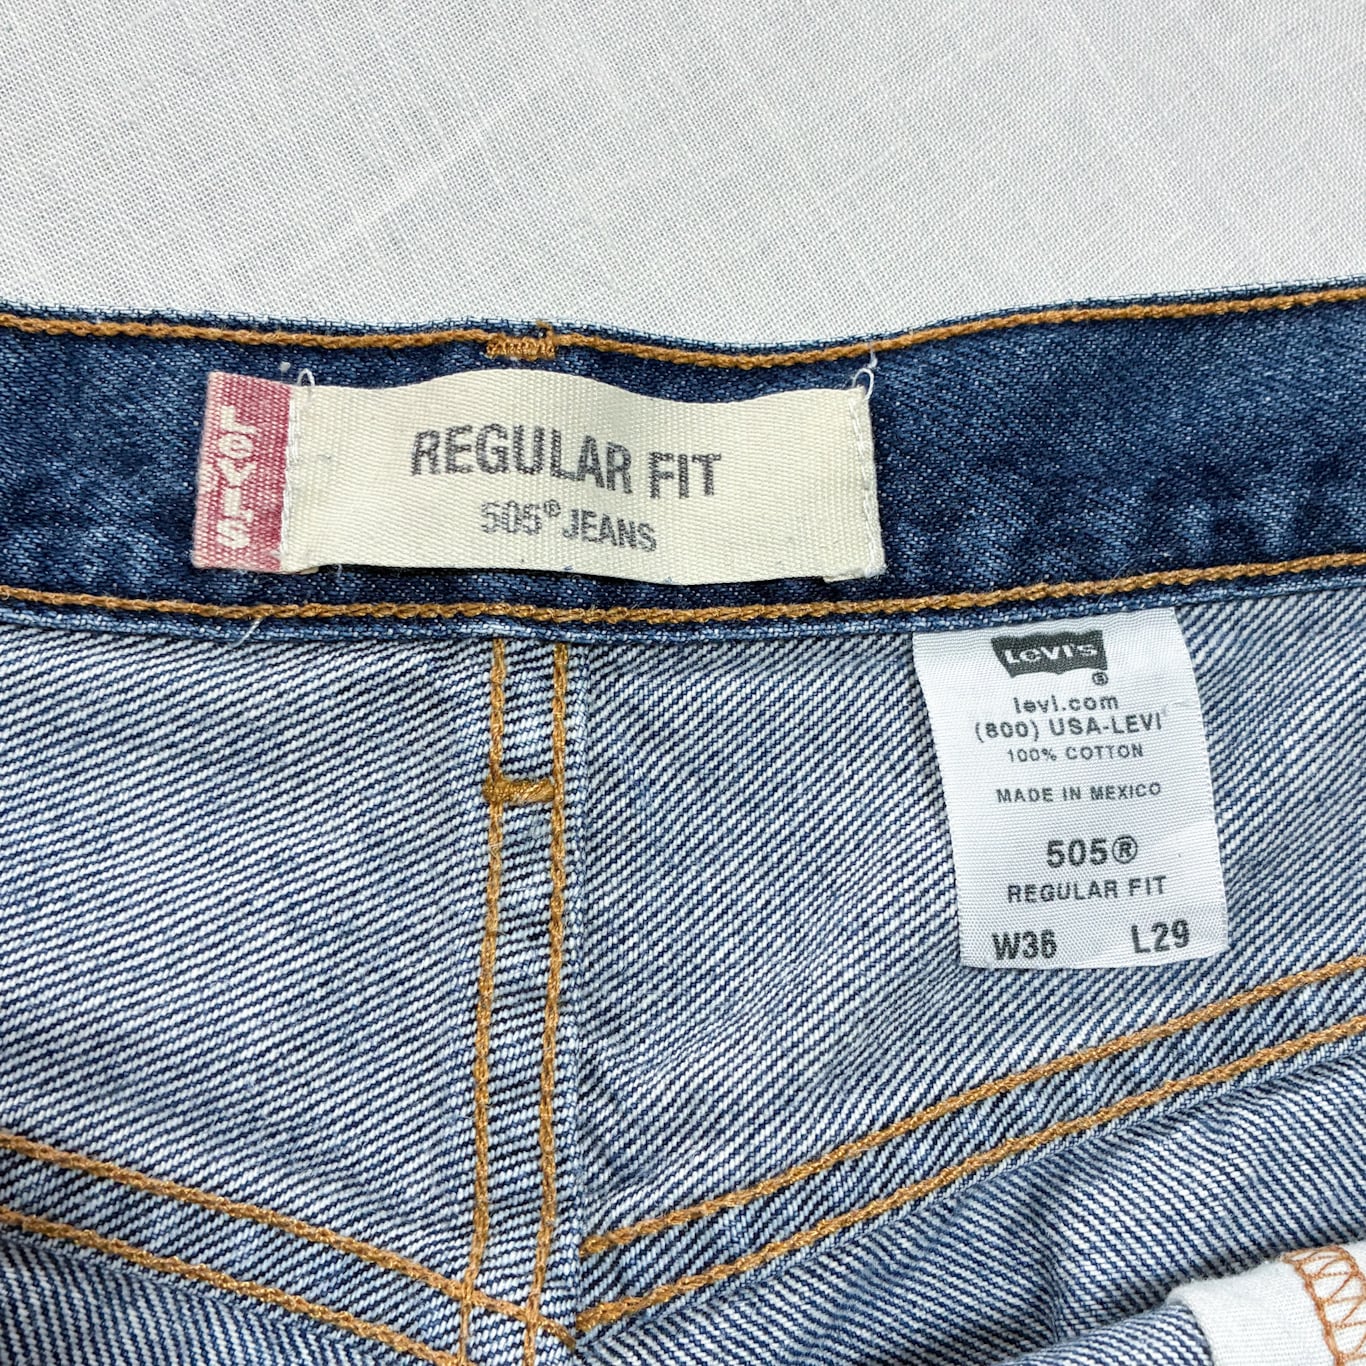 LEVI'S
REGULAR FIT
505® JEANS
LEVI'S
®
levi.com
(800) USA-LEVI
100% COTTON
MADE IN MEXICO
505®
REGULAR FIT
W36 L29